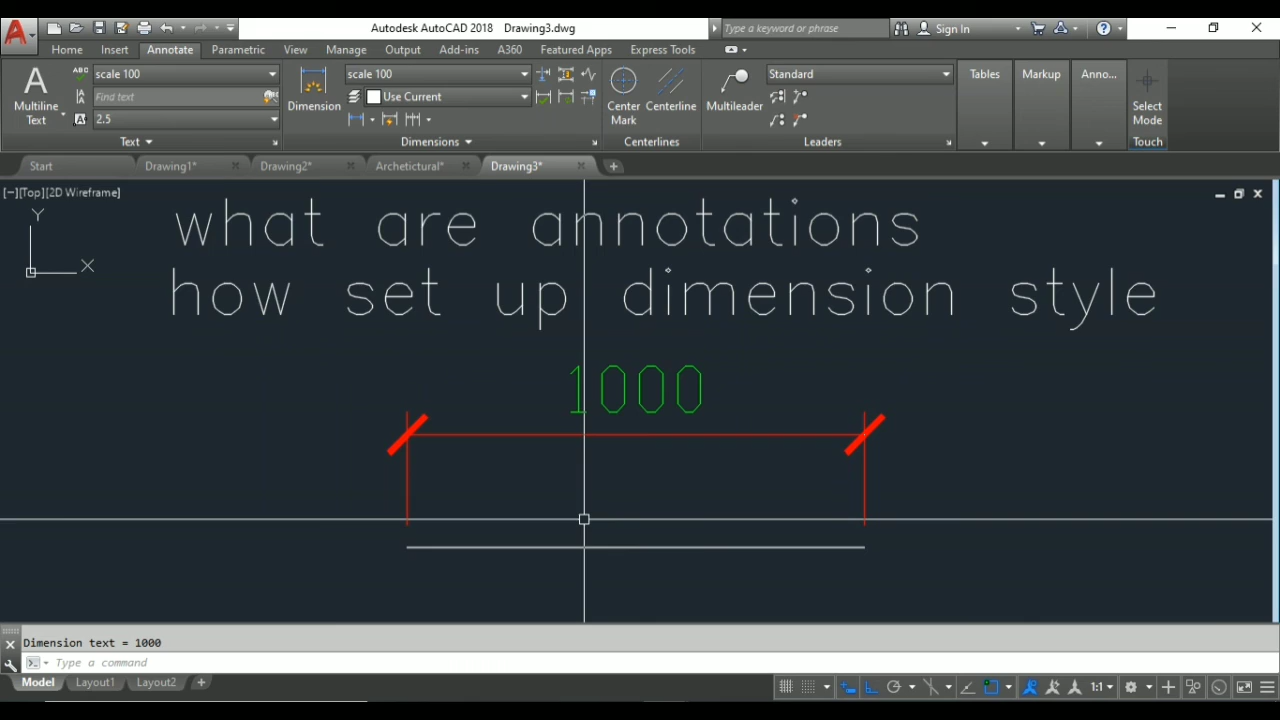 Autodesk AutoCAD 2018 Drawing3.dwg
Type a keyword or phrase
Sign In
Home Insert Annotate Parametric View Manage Output Add-ins A360 Featured Apps Express Tools
A
Multiline
Text
ABC
scale 100
Find text
2.5
Text
Dimension
scale 100
Use Current
Dimensions
Center
Mark
Centerline
Centerlines
Multileader
Standard
Leaders
Tables
Markup
Anno...
Select
Mode
Touch
Start Drawing1* Drawing2* Archetictural* Drawing3*
[−][Top][2D Wireframe]
Y
X
what are annotations
how set up dimension style
1000
Dimension text = 1000
Type a command
Model Layout1 Layout2
1:1